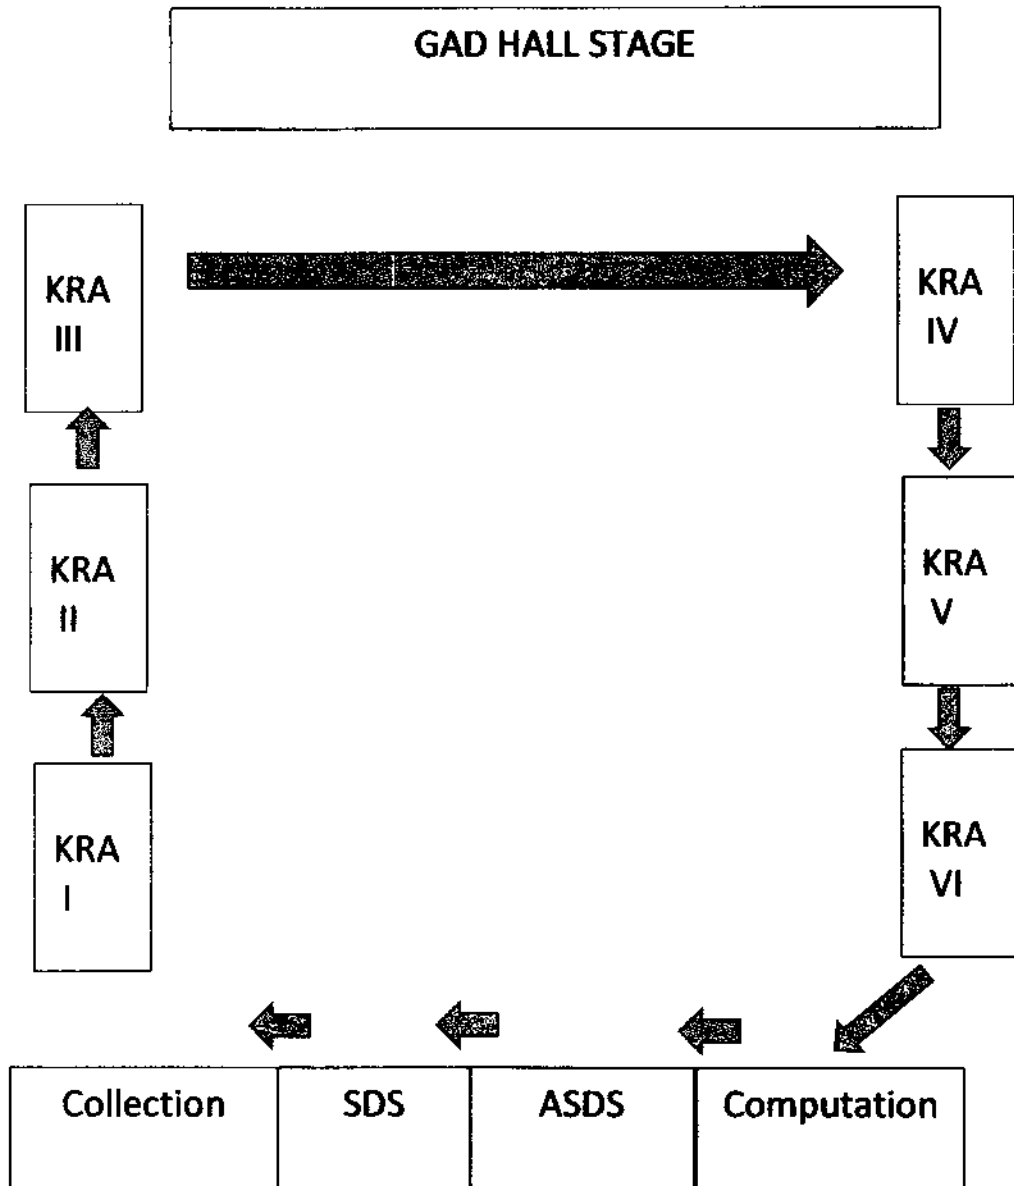 GAD HALL STAGE
KRA
III
KRA
IV
KRA
II
KRA
V
KRA
I
KRA
VI
Collection
SDS
ASDS
Computation